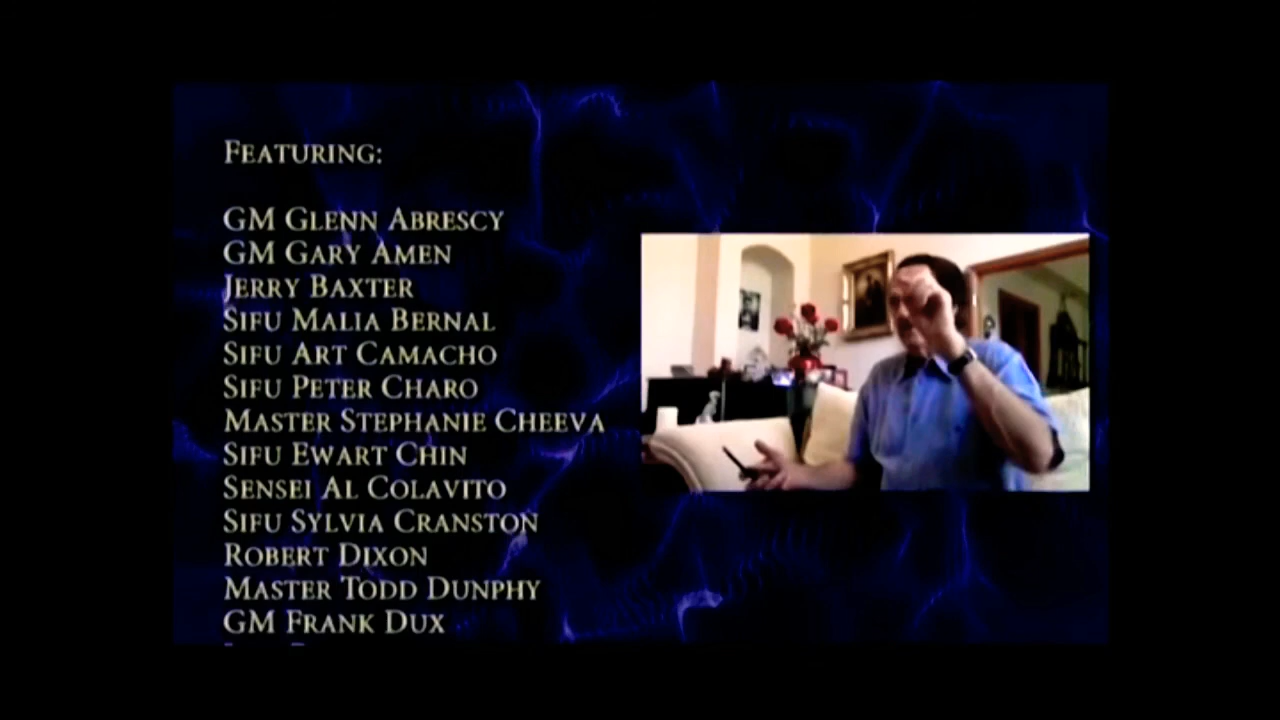 FEATURING:
GM GLENN ABRESCY
GM GARY AMEN
JERRY BAXTER
SIFU MALIA BERNAL
SIFU ART CAMACHO
SIFU PETER CHARO
MASTER STEPHANIE CHEEVA
SIFU EWART CHIN
SENSEI AL COLAVITO
SIFU SYLVIA CRANSTON
ROBERT DIXON
MASTER TODD DUNPHY
GM FRANK DUX